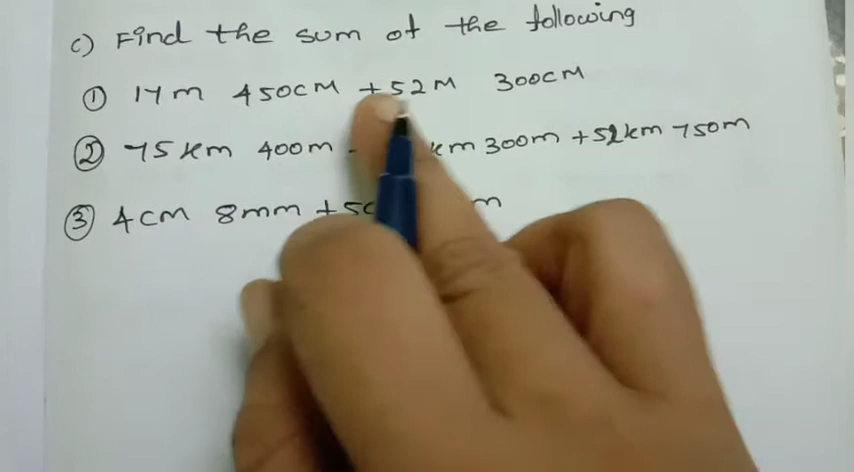 c) Find the sum of the following
① 17m 450cm + 52m 300cm
② 75km 400m km 300m + 52km 750m
③ 4cm 8mm + 5c m